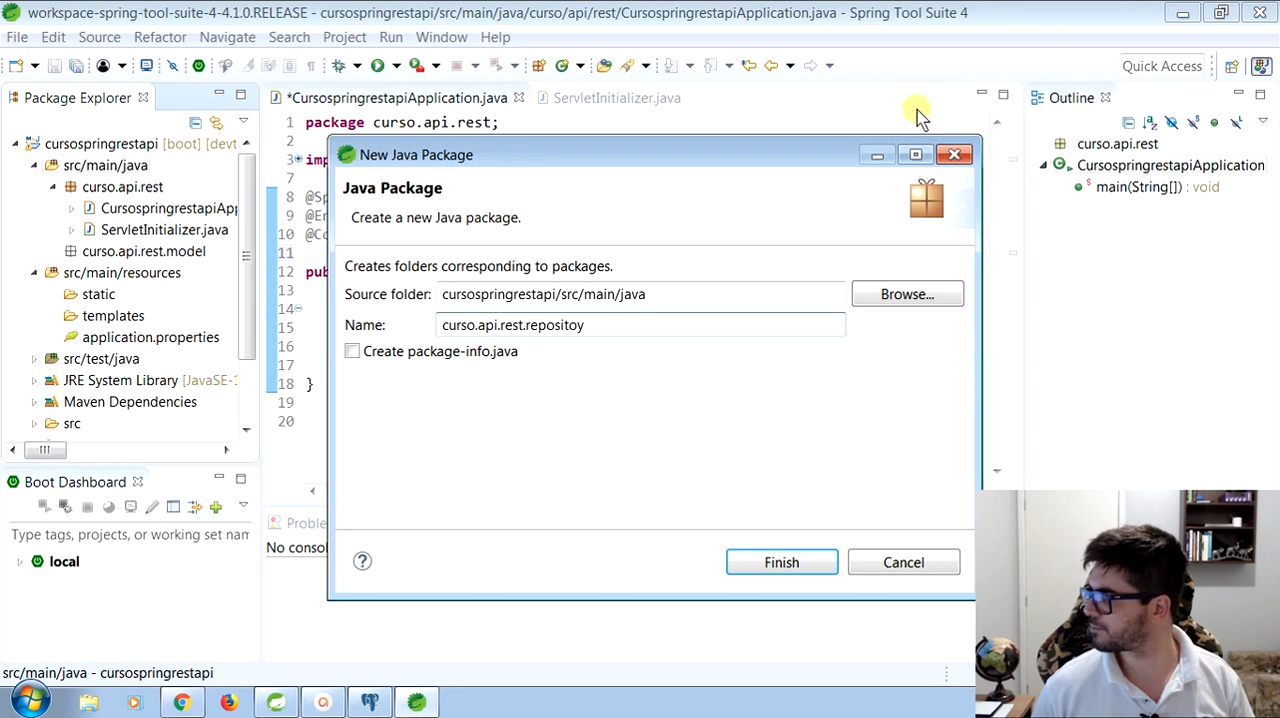 workspace-spring-tool-suite-4-4.1.0.RELEASE - cursospringrestapi/src/main/java/curso/api/rest/CursospringrestapiApplication.java - Spring Tool Suite 4
File Edit Source Refactor Navigate Search Project Run Window Help
Quick Access
Package Explorer
*CursospringrestapiApplication.java
ServletInitializer.java
Outline
cursospringrestapi [boot] [devt
src/main/java
curso.api.rest
CursospringrestapiApp
ServletInitializer.java
curso.api.rest.model
src/main/resources
static
templates
application.properties
src/test/java
JRE System Library [JavaSE-1
Maven Dependencies
src
1 package curso.api.rest;
2
3 imp
7
8 @Sp
9 @En
10 @Co
11
12 pub
13
14
15
16
17
18 }
19
20
New Java Package
Java Package
Create a new Java package.
Creates folders corresponding to packages.
Source folder: cursospringrestapi/src/main/java Browse...
Name: curso.api.rest.repositoy
Create package-info.java
Finish Cancel
curso.api.rest
CursospringrestapiApplication
main(String[]) : void
Boot Dashboard
Type tags, projects, or working set nam
local
Proble
No consol
src/main/java - cursospringrestapi